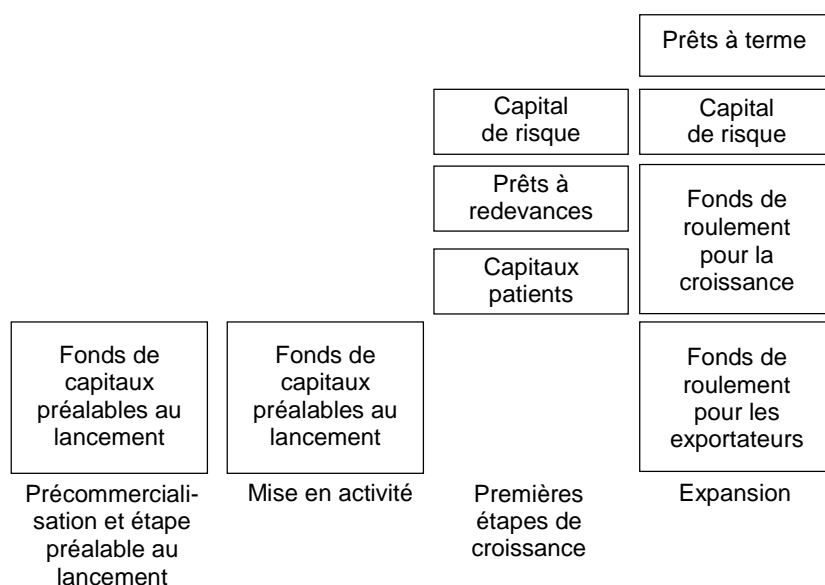 Prêts à terme
Capital
de risque
Capital
de risque
Prêts à
redevances
Fonds de
roulement
pour la
croissance
Capitaux
patients
Fonds de
capitaux
préalables au
lancement
Fonds de
capitaux
préalables au
lancement
Fonds de
roulement
pour les
exportateurs
Précommerciali-
sation et étape
préalable au
lancement
Mise en activité
Premières
étapes de
croissance
Expansion